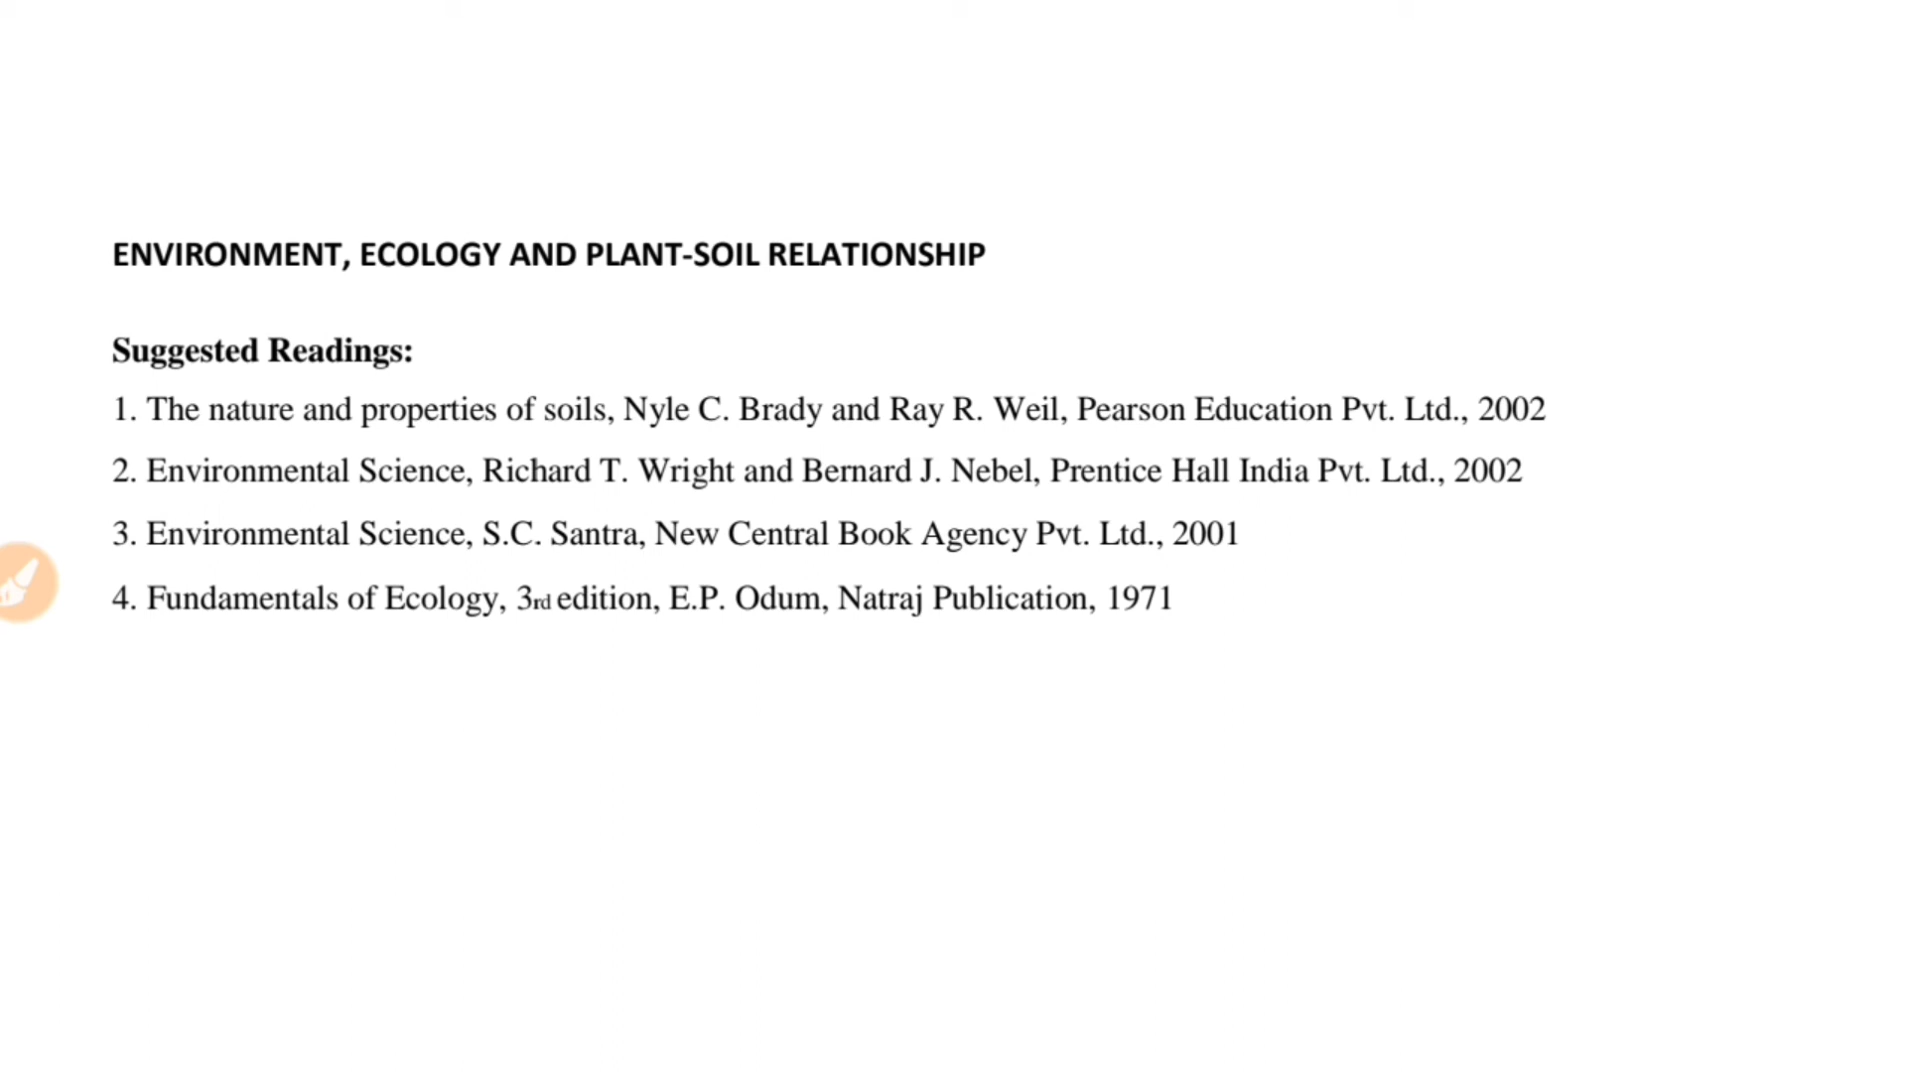 ENVIRONMENT, ECOLOGY AND PLANT-SOIL RELATIONSHIP
Suggested Readings:
1. The nature and properties of soils, Nyle C. Brady and Ray R. Weil, Pearson Education Pvt. Ltd., 2002
2. Environmental Science, Richard T. Wright and Bernard J. Nebel, Prentice Hall India Pvt. Ltd., 2002
3. Environmental Science, S.C. Santra, New Central Book Agency Pvt. Ltd., 2001
4. Fundamentals of Ecology, 3rd edition, E.P. Odum, Natraj Publication, 1971